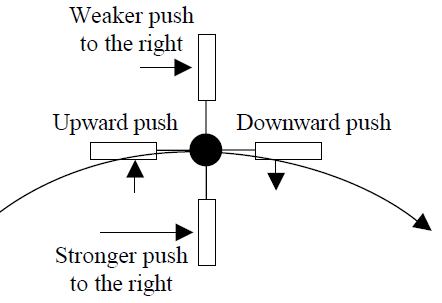 Weaker push
to the right
Upward push
Downward push
Stronger push
to the right